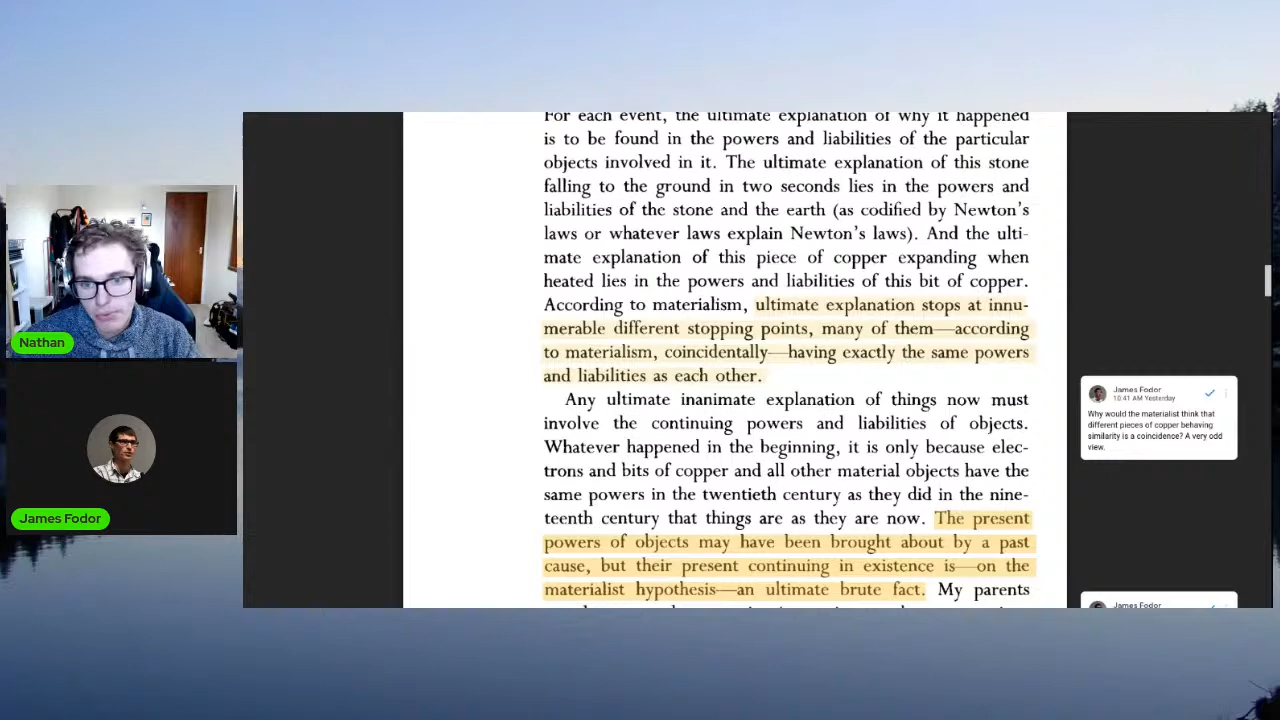 For each event, the ultimate explanation of why it happened
is to be found in the powers and liabilities of the particular
objects involved in it. The ultimate explanation of this stone
falling to the ground in two seconds lies in the powers and
liabilities of the stone and the earth (as codified by Newton's
laws or whatever laws explain Newton's laws). And the ulti-
mate explanation of this piece of copper expanding when
heated lies in the powers and liabilities of this bit of copper.
According to materialism, ultimate explanation stops at innu-
merable different stopping points, many of them—according
to materialism, coincidentally—having exactly the same powers
and liabilities as each other.
Any ultimate inanimate explanation of things now must
involve the continuing powers and liabilities of objects.
Whatever happened in the beginning, it is only because elec-
trons and bits of copper and all other material objects have the
same powers in the twentieth century as they did in the nine-
teenth century that things are as they are now. The present
powers of objects may have been brought about by a past
cause, but their present continuing in existence is—on the
materialist hypothesis—an ultimate brute fact. My parents
Nathan
James Fodor
James Fodor
10:41 AM Yesterday
Why would the materialist think that
different pieces of copper behaving
similarity is a coincidence? A very odd
view.
James Fodor